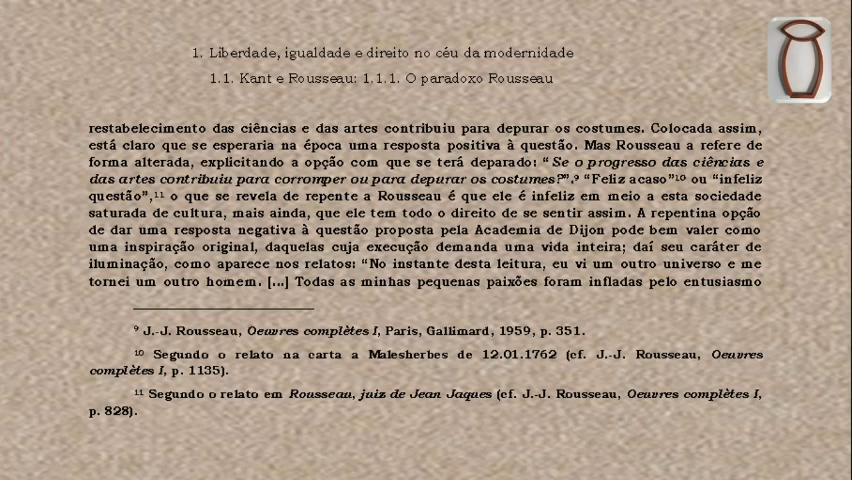 1. Liberdade, igualdade e direito no céu da modernidade
1.1. Kant e Rousseau: 1.1.1. O paradoxo Rousseau
restabelecimento das ciências e das artes contribuiu para depurar os costumes. Colocada assim,
está claro que se esperaria na época uma resposta positiva à questão. Mas Rousseau a refere de
forma alterada, explicitando a opção com que se terá deparado: “Se o progresso das ciências e
das artes contribuiu para corromper ou para depurar os costumes?”.⁹ “Feliz acaso”¹⁰ ou “infeliz
questão”,¹¹ o que se revela de repente a Rousseau é que ele é infeliz em meio a esta sociedade
saturada de cultura, mais ainda, que ele tem todo o direito de se sentir assim. A repentina opção
de dar uma resposta negativa à questão proposta pela Academia de Dijon pode bem valer como
uma inspiração original, daquelas cuja execução demanda uma vida inteira; daí seu caráter de
iluminação, como aparece nos relatos: “No instante desta leitura, eu vi um outro universo e me
tornei um outro homem. [...] Todas as minhas pequenas paixões foram infladas pelo entusiasmo
⁹ J.-J. Rousseau, Oeuvres complètes I, Paris, Gallimard, 1959, p. 351.
¹⁰ Segundo o relato na carta a Malesherbes de 12.01.1762 (cf. J.-J. Rousseau, Oeuvres
complètes I, p. 1135).
¹¹ Segundo o relato em Rousseau, juiz de Jean Jaques (cf. J.-J. Rousseau, Oeuvres complètes I,
p. 828).